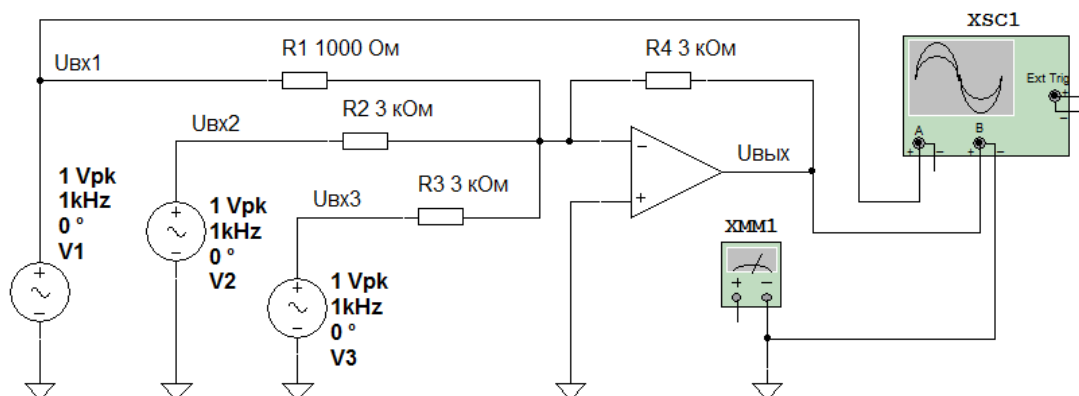 XSC1
R1 1000 Ом
R4 3 кОм
Uвх1
Ext Trig
+
R2 3 кОм
−
Uвх2
A
B
+ −
+ −
−
Uвых
1 Vpk
1kHz
0 °
V1
+
−
1 Vpk
1kHz
0 °
V2
+
−
Uвх3
R3 3 кОм
+
XMM1
+ −
1 Vpk
1kHz
0 °
V3
+
−